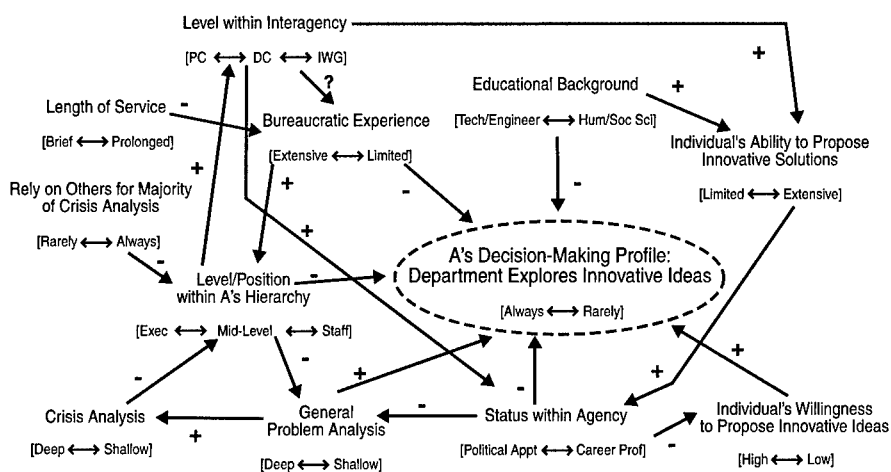 Level within Interagency
[PC ⟷ DC ⟷ IWG]
+
+
?
Educational Background
+
Length of Service
-
Bureaucratic Experience
[Tech/Engineer ⟷ Hum/Soc Sci]
Individual's Ability to Propose
Innovative Solutions
[Brief ⟷ Prolonged]
[Extensive ⟷ Limited]
+
+
-
-
[Limited ⟷ Extensive]
Rely on Others for Majority
of Crisis Analysis
+
+
[Rarely ⟷ Always]
-
A's Decision-Making Profile:
Department Explores Innovative Ideas
[Always ⟷ Rarely]
Level/Position
within A's Hierarchy
-
[Exec ⟷ Mid-Level ⟷ Staff]
-
-
+
-
+
+
Crisis Analysis
[Deep ⟷ Shallow]
+
General
Problem Analysis
[Deep ⟷ Shallow]
-
Status within Agency
[Political Appt ⟷ Career Prof]
-
Individual's Willingness
to Propose Innovative Ideas
[High ⟷ Low]